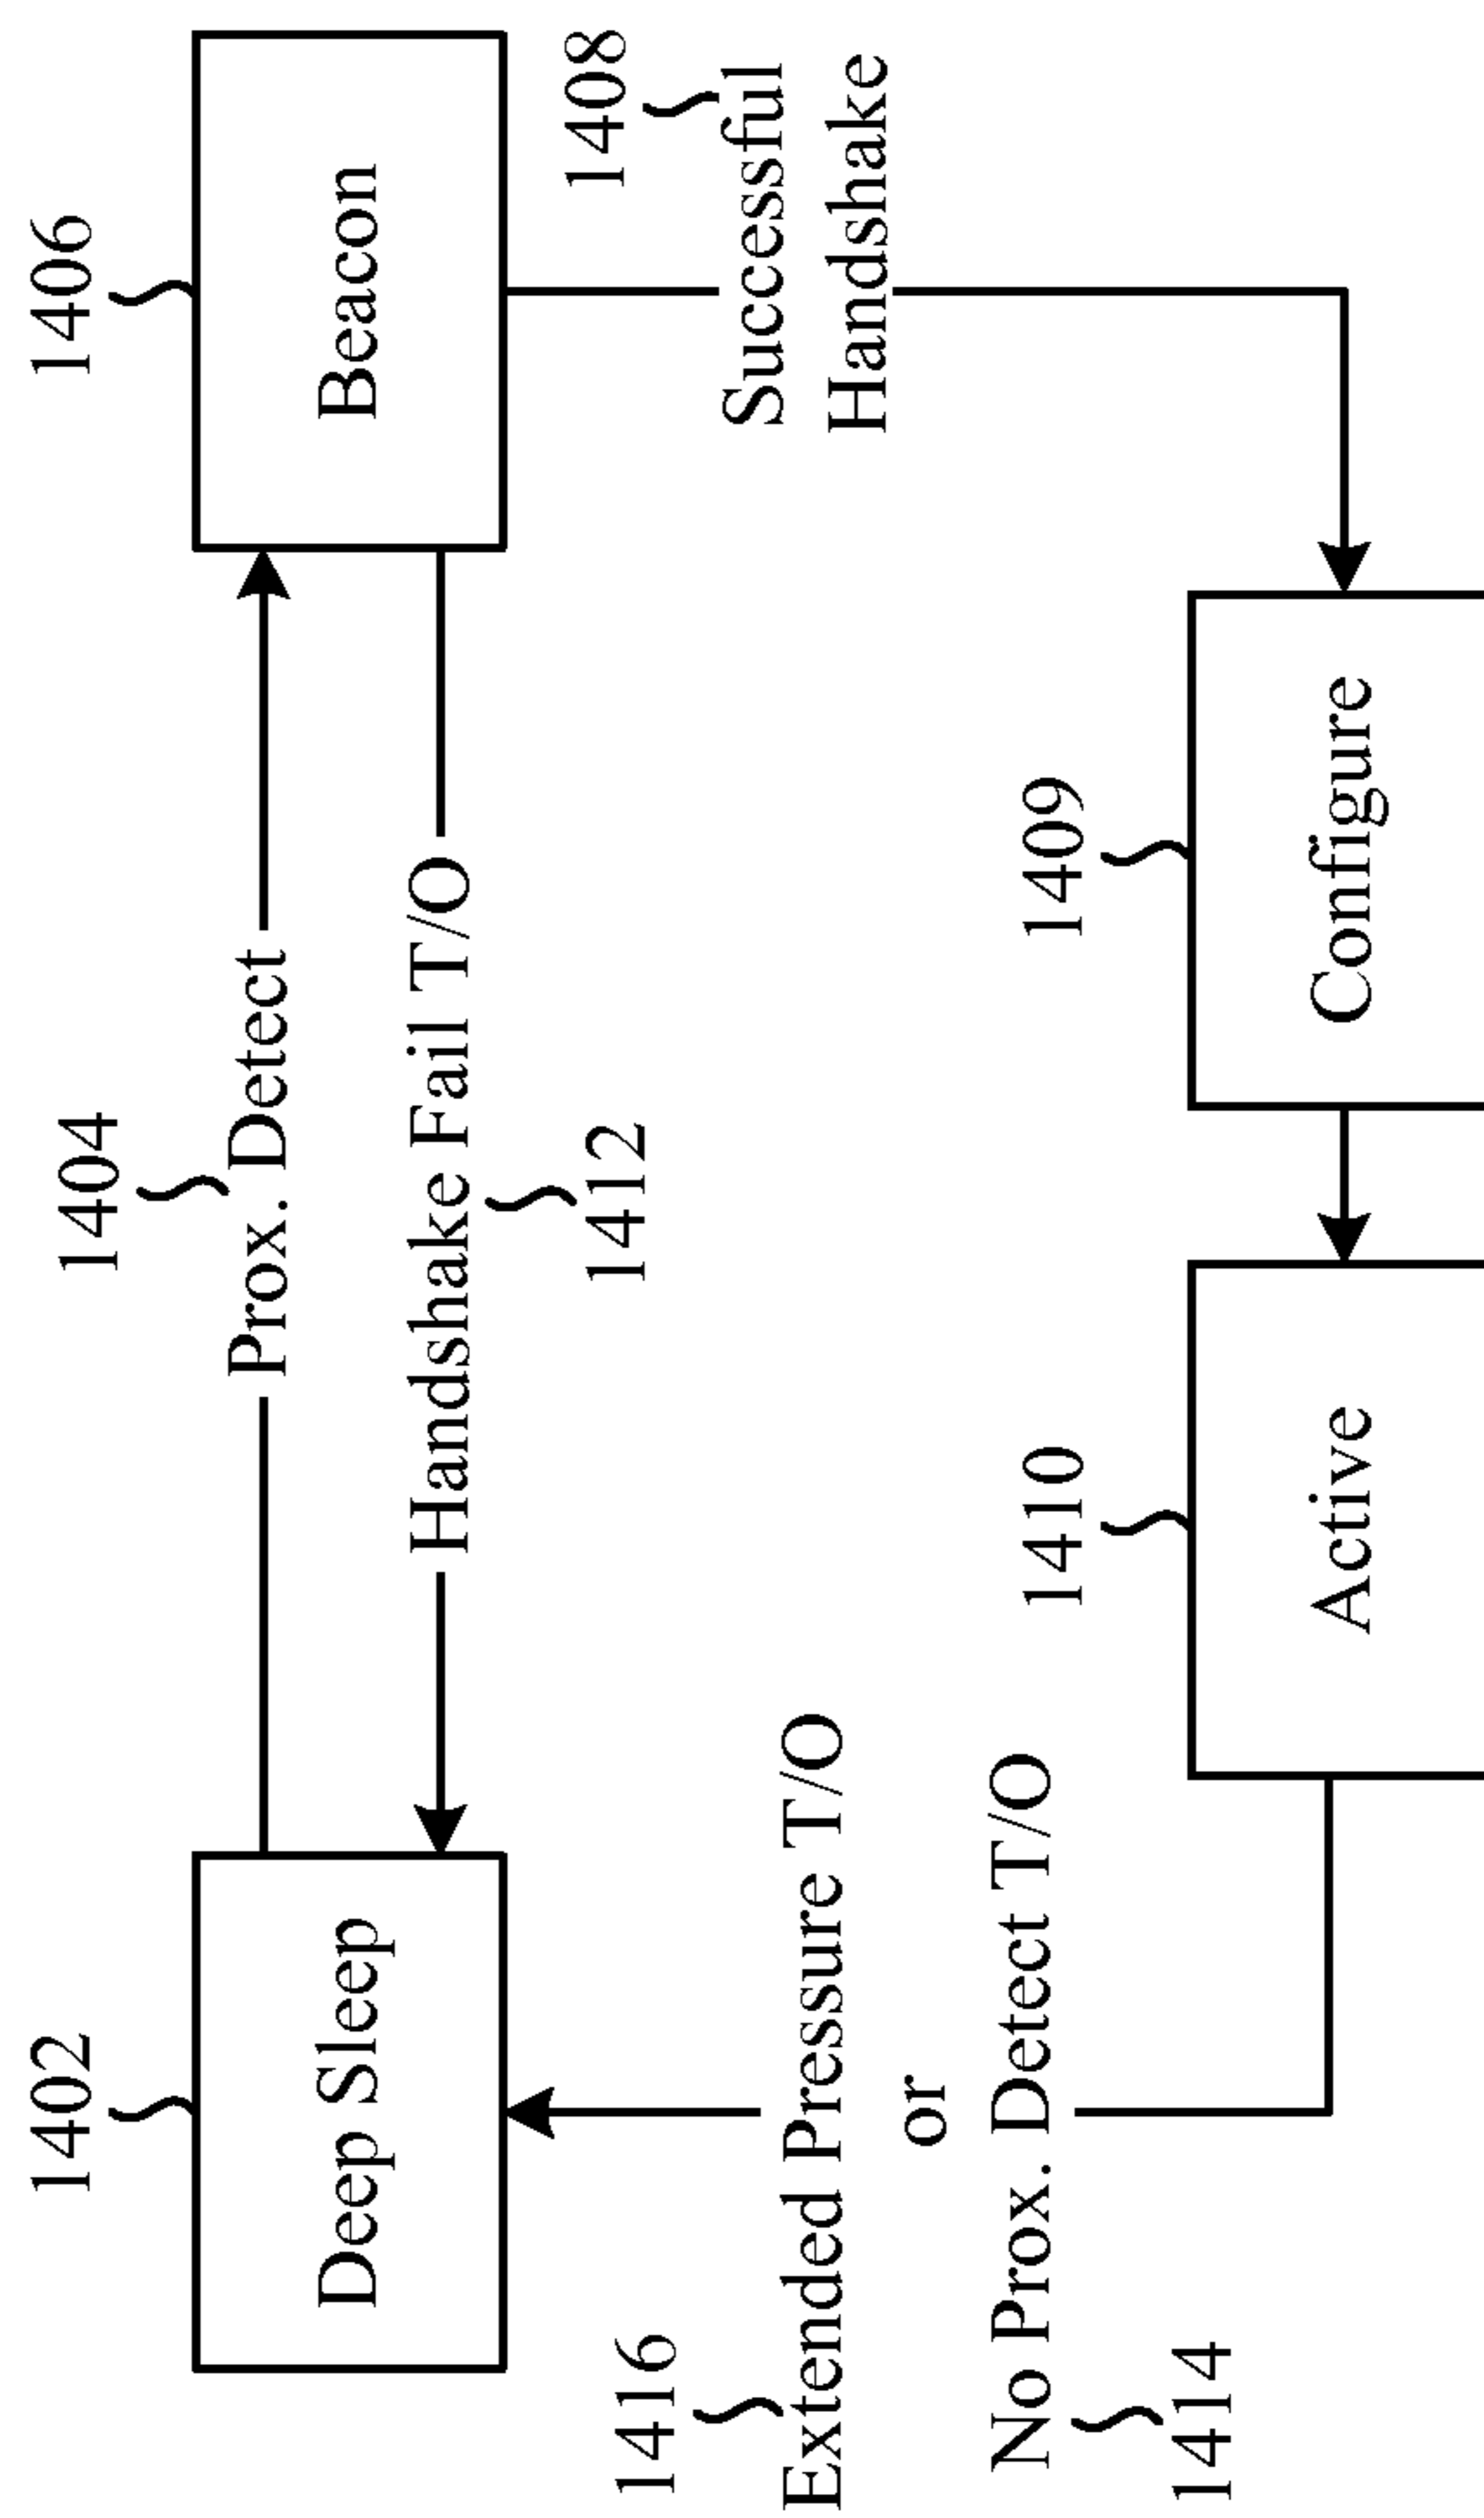 1402
Deep Sleep
1404
Prox. Detect
Handshake Fail T/O
1412
1406
Beacon
1408
Successful
Handshake
1416
Extended Pressure T/O
or
No Prox. Detect T/O
1414
1410
Active
1409
Configure